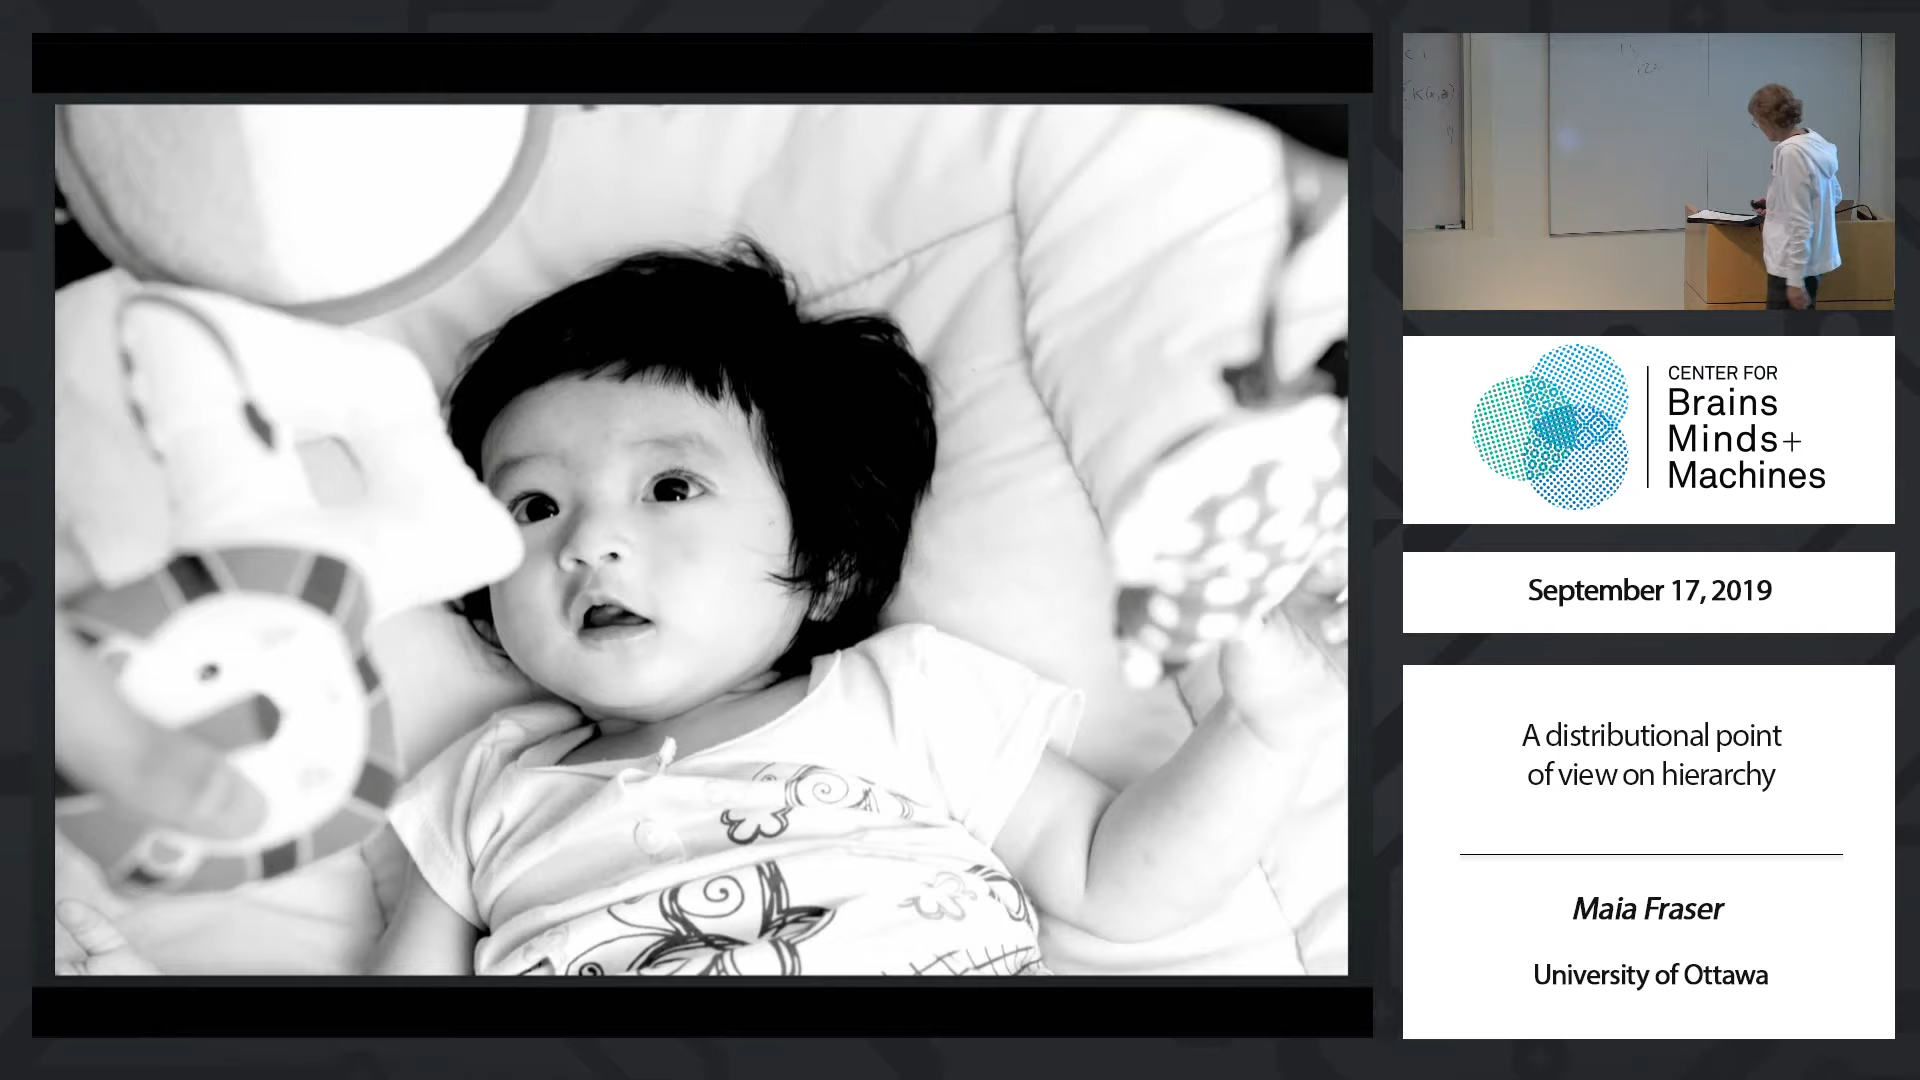 K(x,z)
CENTER FOR
Brains
Minds+
Machines
September 17, 2019
A distributional point
of view on hierarchy
Maia Fraser
University of Ottawa